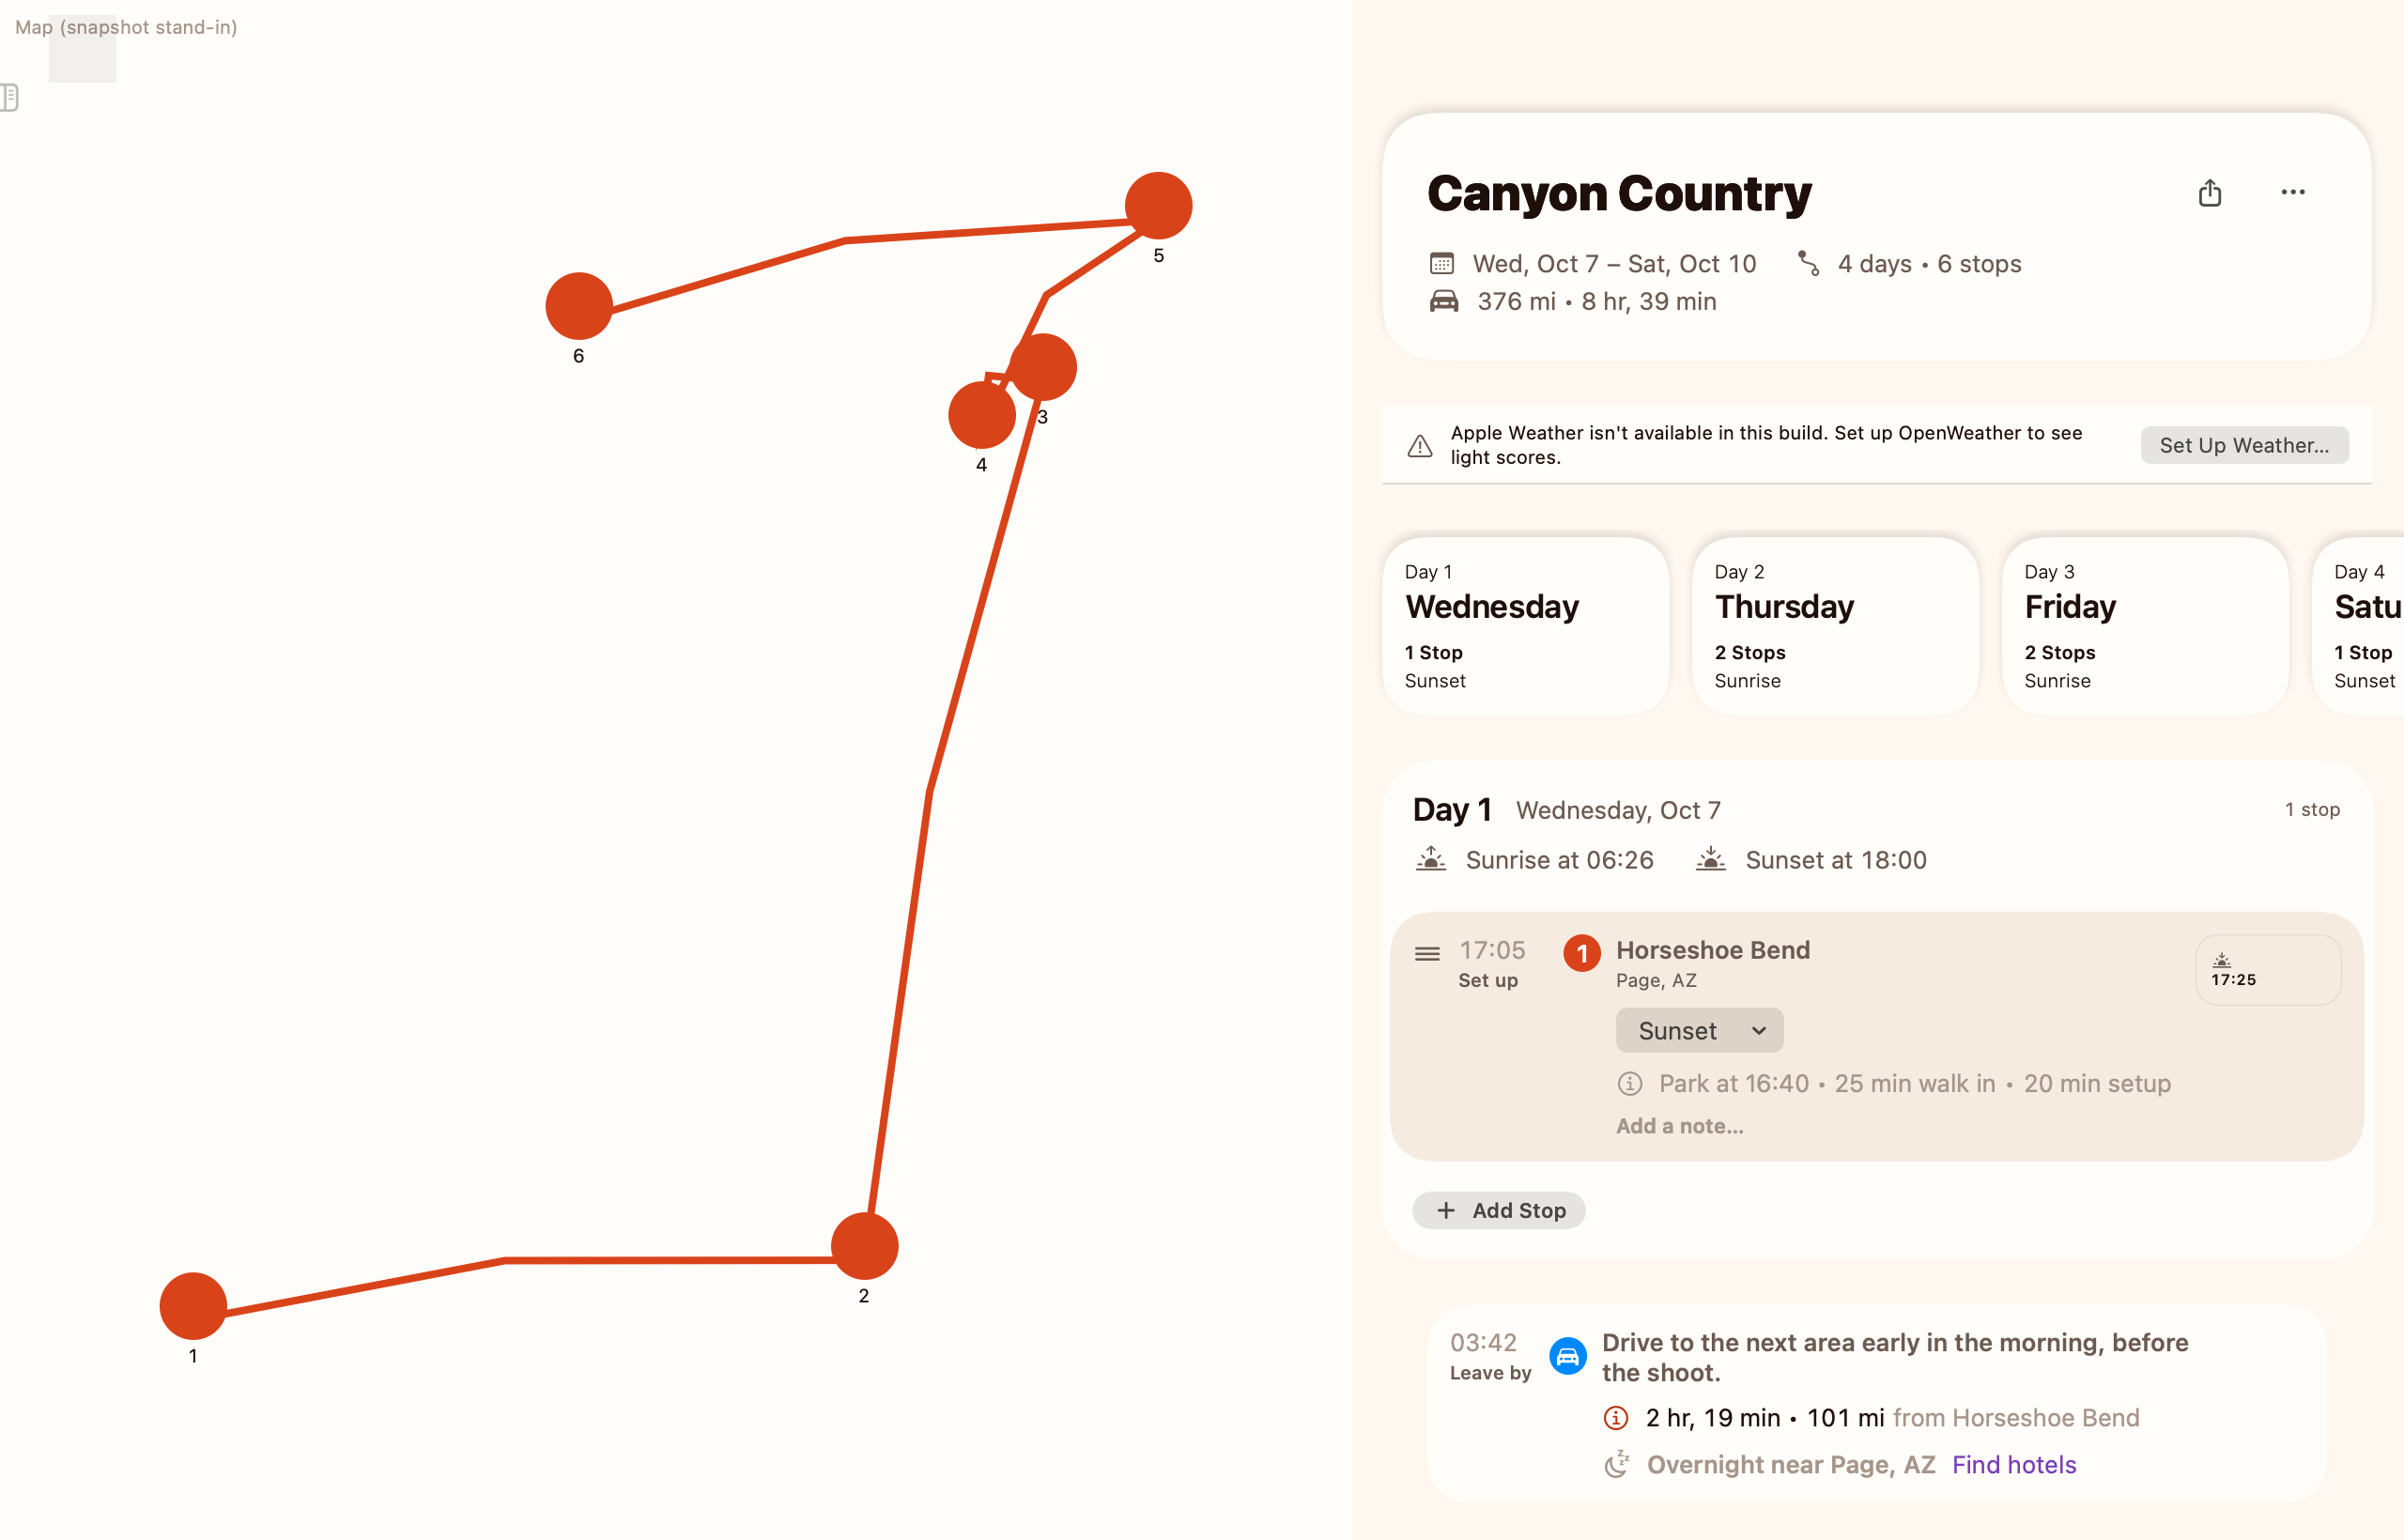 Map (snapshot stand-in)
5
6
3
4
2
1
Canyon Country
Wed, Oct 7 – Sat, Oct 10
4 days • 6 stops
376 mi • 8 hr, 39 min
Apple Weather isn't available in this build. Set up OpenWeather to see
light scores.
Set Up Weather...
Day 1
Wednesday
1 Stop
Sunset
Day 2
Thursday
2 Stops
Sunrise
Day 3
Friday
2 Stops
Sunrise
Day 4
Satu
1 Stop
Sunset
Day 1 Wednesday, Oct 7
1 stop
Sunrise at 06:26
Sunset at 18:00
17:05
Set up
1
Horseshoe Bend
Page, AZ
17:25
Sunset
Park at 16:40 • 25 min walk in • 20 min setup
Add a note...
+ Add Stop
03:42
Leave by
Drive to the next area early in the morning, before
the shoot.
2 hr, 19 min • 101 mi from Horseshoe Bend
Overnight near Page, AZ Find hotels